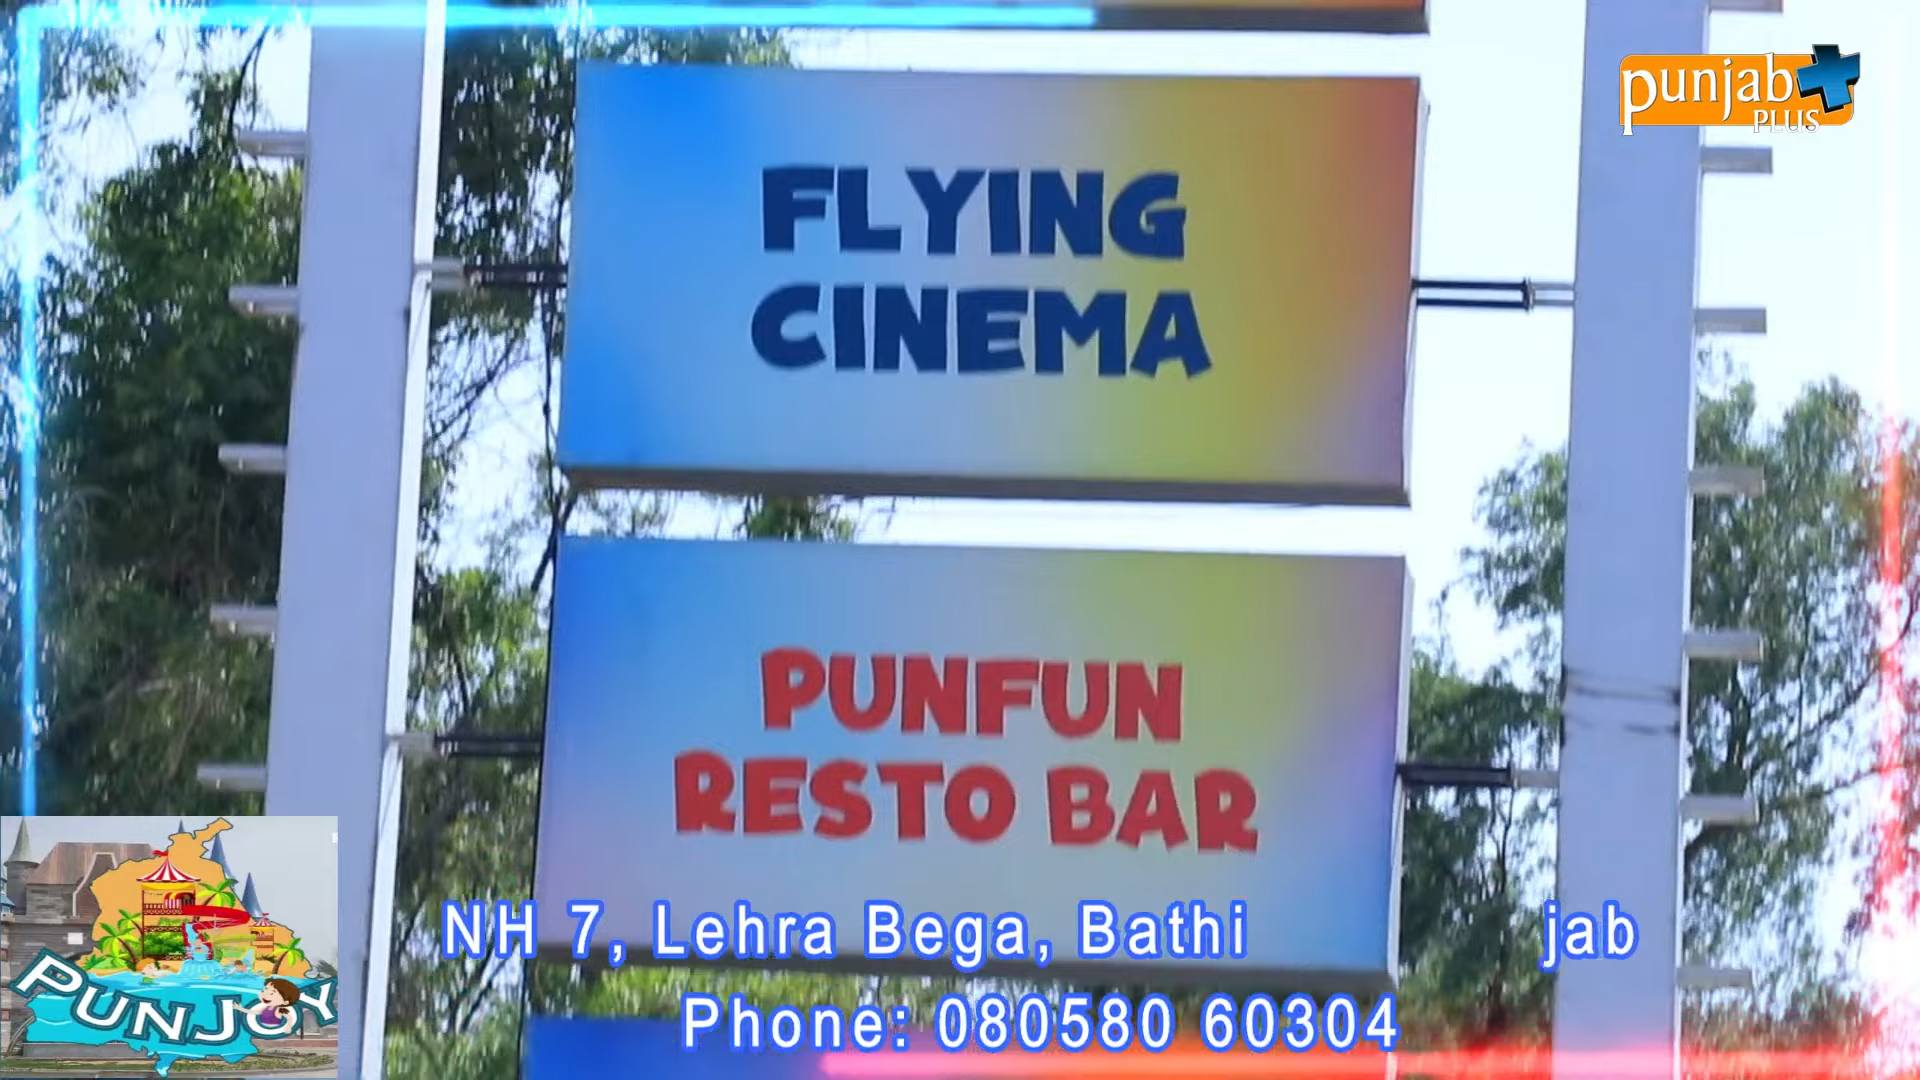 punjab
PLUS
FLYING
CINEMA
PUNFUN
RESTO BAR
PUNJOY
NH 7, Lehra Bega, Bathi jab
Phone: 080580 60304